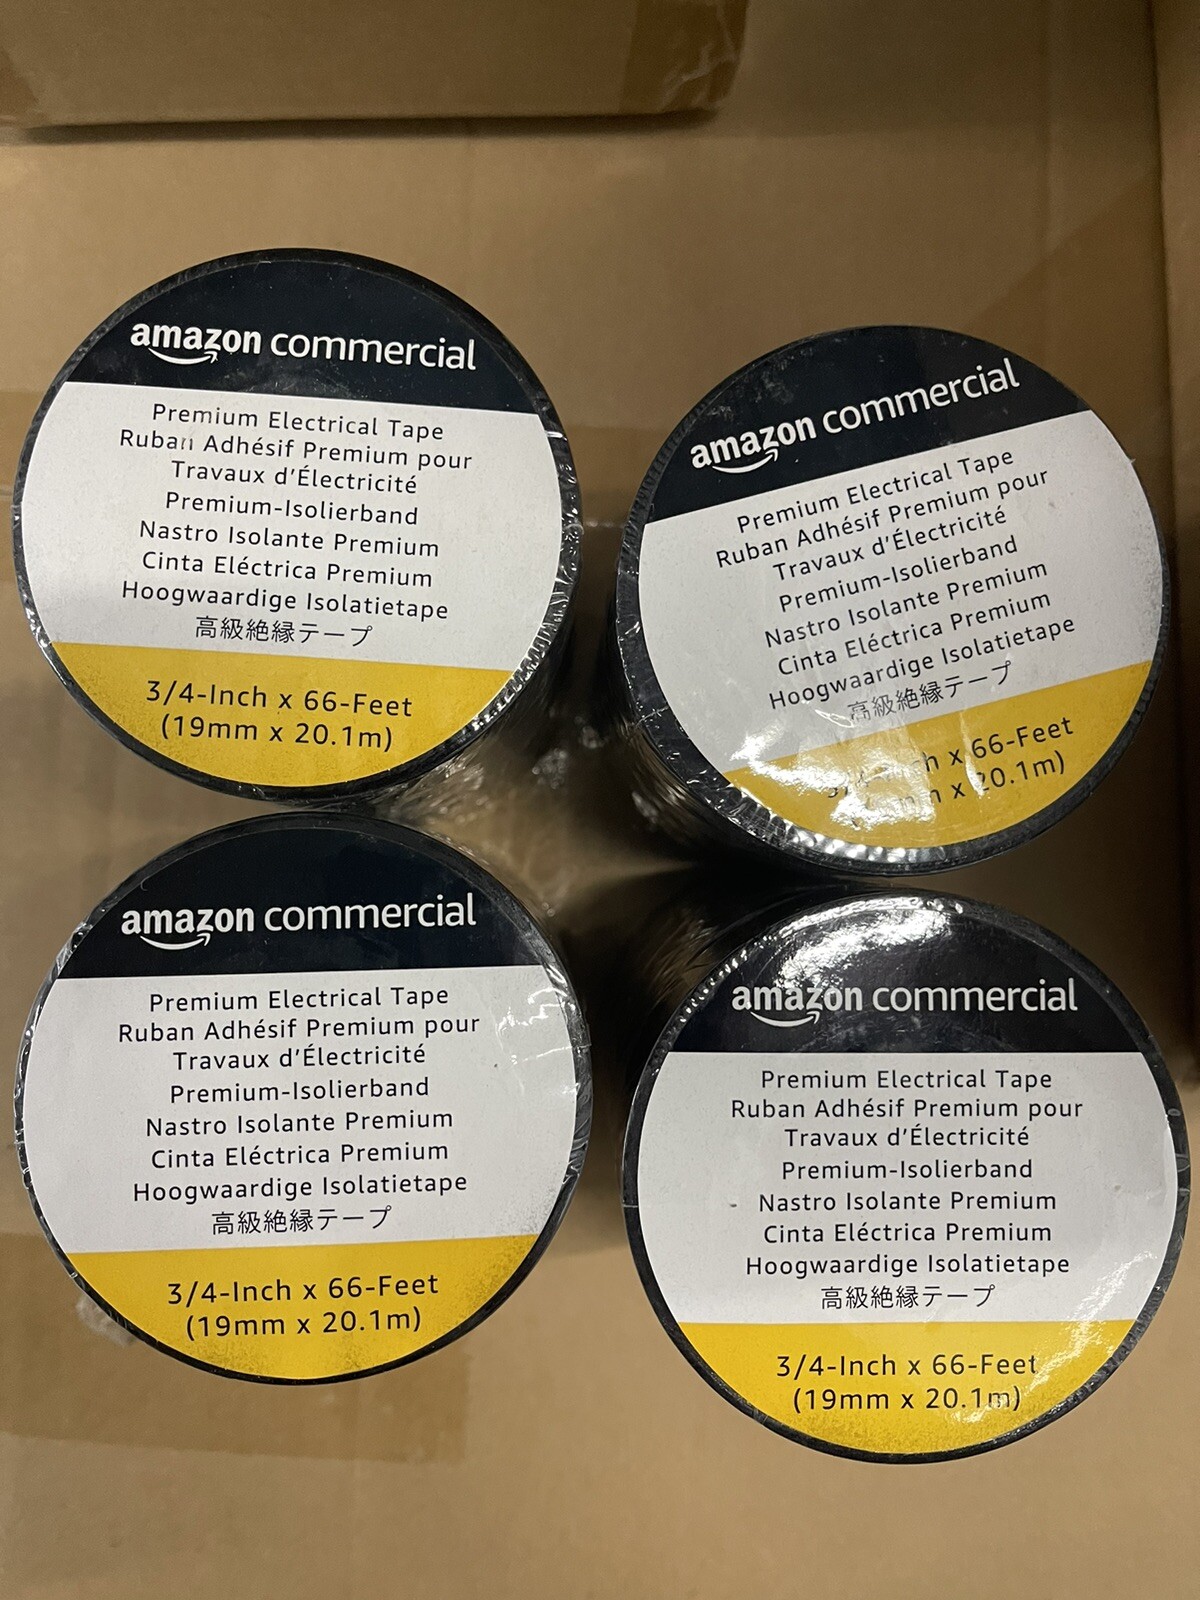 amazon commercial
Premium Electrical Tape
Ruban Adhésif Premium pour
Travaux d'Électricité
Premium-Isolierband
Nastro Isolante Premium
Cinta Eléctrica Premium
Hoogwaardige Isolatietape
高級絶縁テープ
3/4-Inch x 66-Feet
(19mm x 20.1m)
amazon commercial
Premium Electrical Tape
Ruban Adhésif Premium pour
Travaux d'Électricité
Premium-Isolierband
Nastro Isolante Premium
Cinta Eléctrica Premium
Hoogwaardige Isolatietape
高級絶縁テープ
x 66-Feet
x 20.1m)
amazon commercial
Premium Electrical Tape
Ruban Adhésif Premium pour
Travaux d'Électricité
Premium-Isolierband
Nastro Isolante Premium
Cinta Eléctrica Premium
Hoogwaardige Isolatietape
高級絶縁テープ
3/4-Inch x 66-Feet
(19mm x 20.1m)
amazon commercial
Premium Electrical Tape
Ruban Adhésif Premium pour
Travaux d'Électricité
Premium-Isolierband
Nastro Isolante Premium
Cinta Eléctrica Premium
Hoogwaardige Isolatietape
高級絶縁テープ
3/4-Inch x 66-Feet
(19mm x 20.1m)